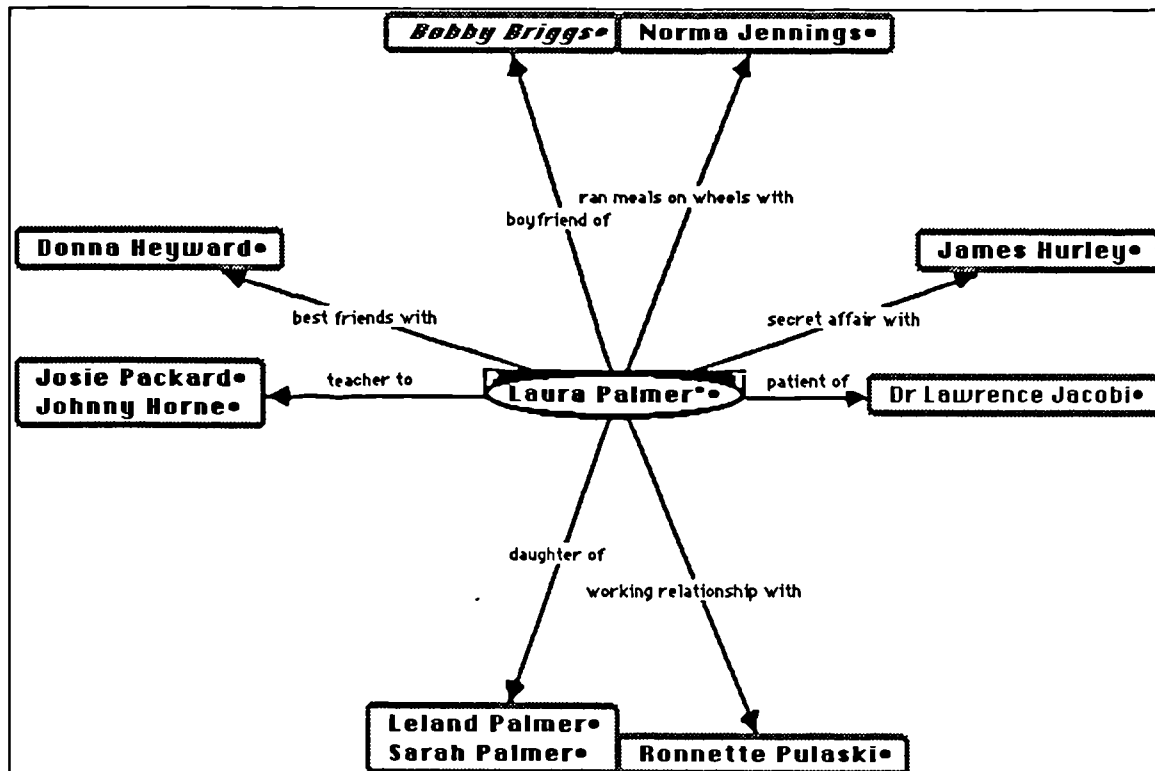 Bobby Briggs•
Norma Jennings•
ran meals on wheels with
boyfriend of
Donna Heyward•
James Hurley•
best friends with
secret affair with
Josie Packard•
Johnny Horne•
teacher to
Laura Palmer*•
patient of
Dr Lawrence Jacobi•
daughter of
working relationship with
Leland Palmer•
Sarah Palmer•
Ronnette Pulaski•